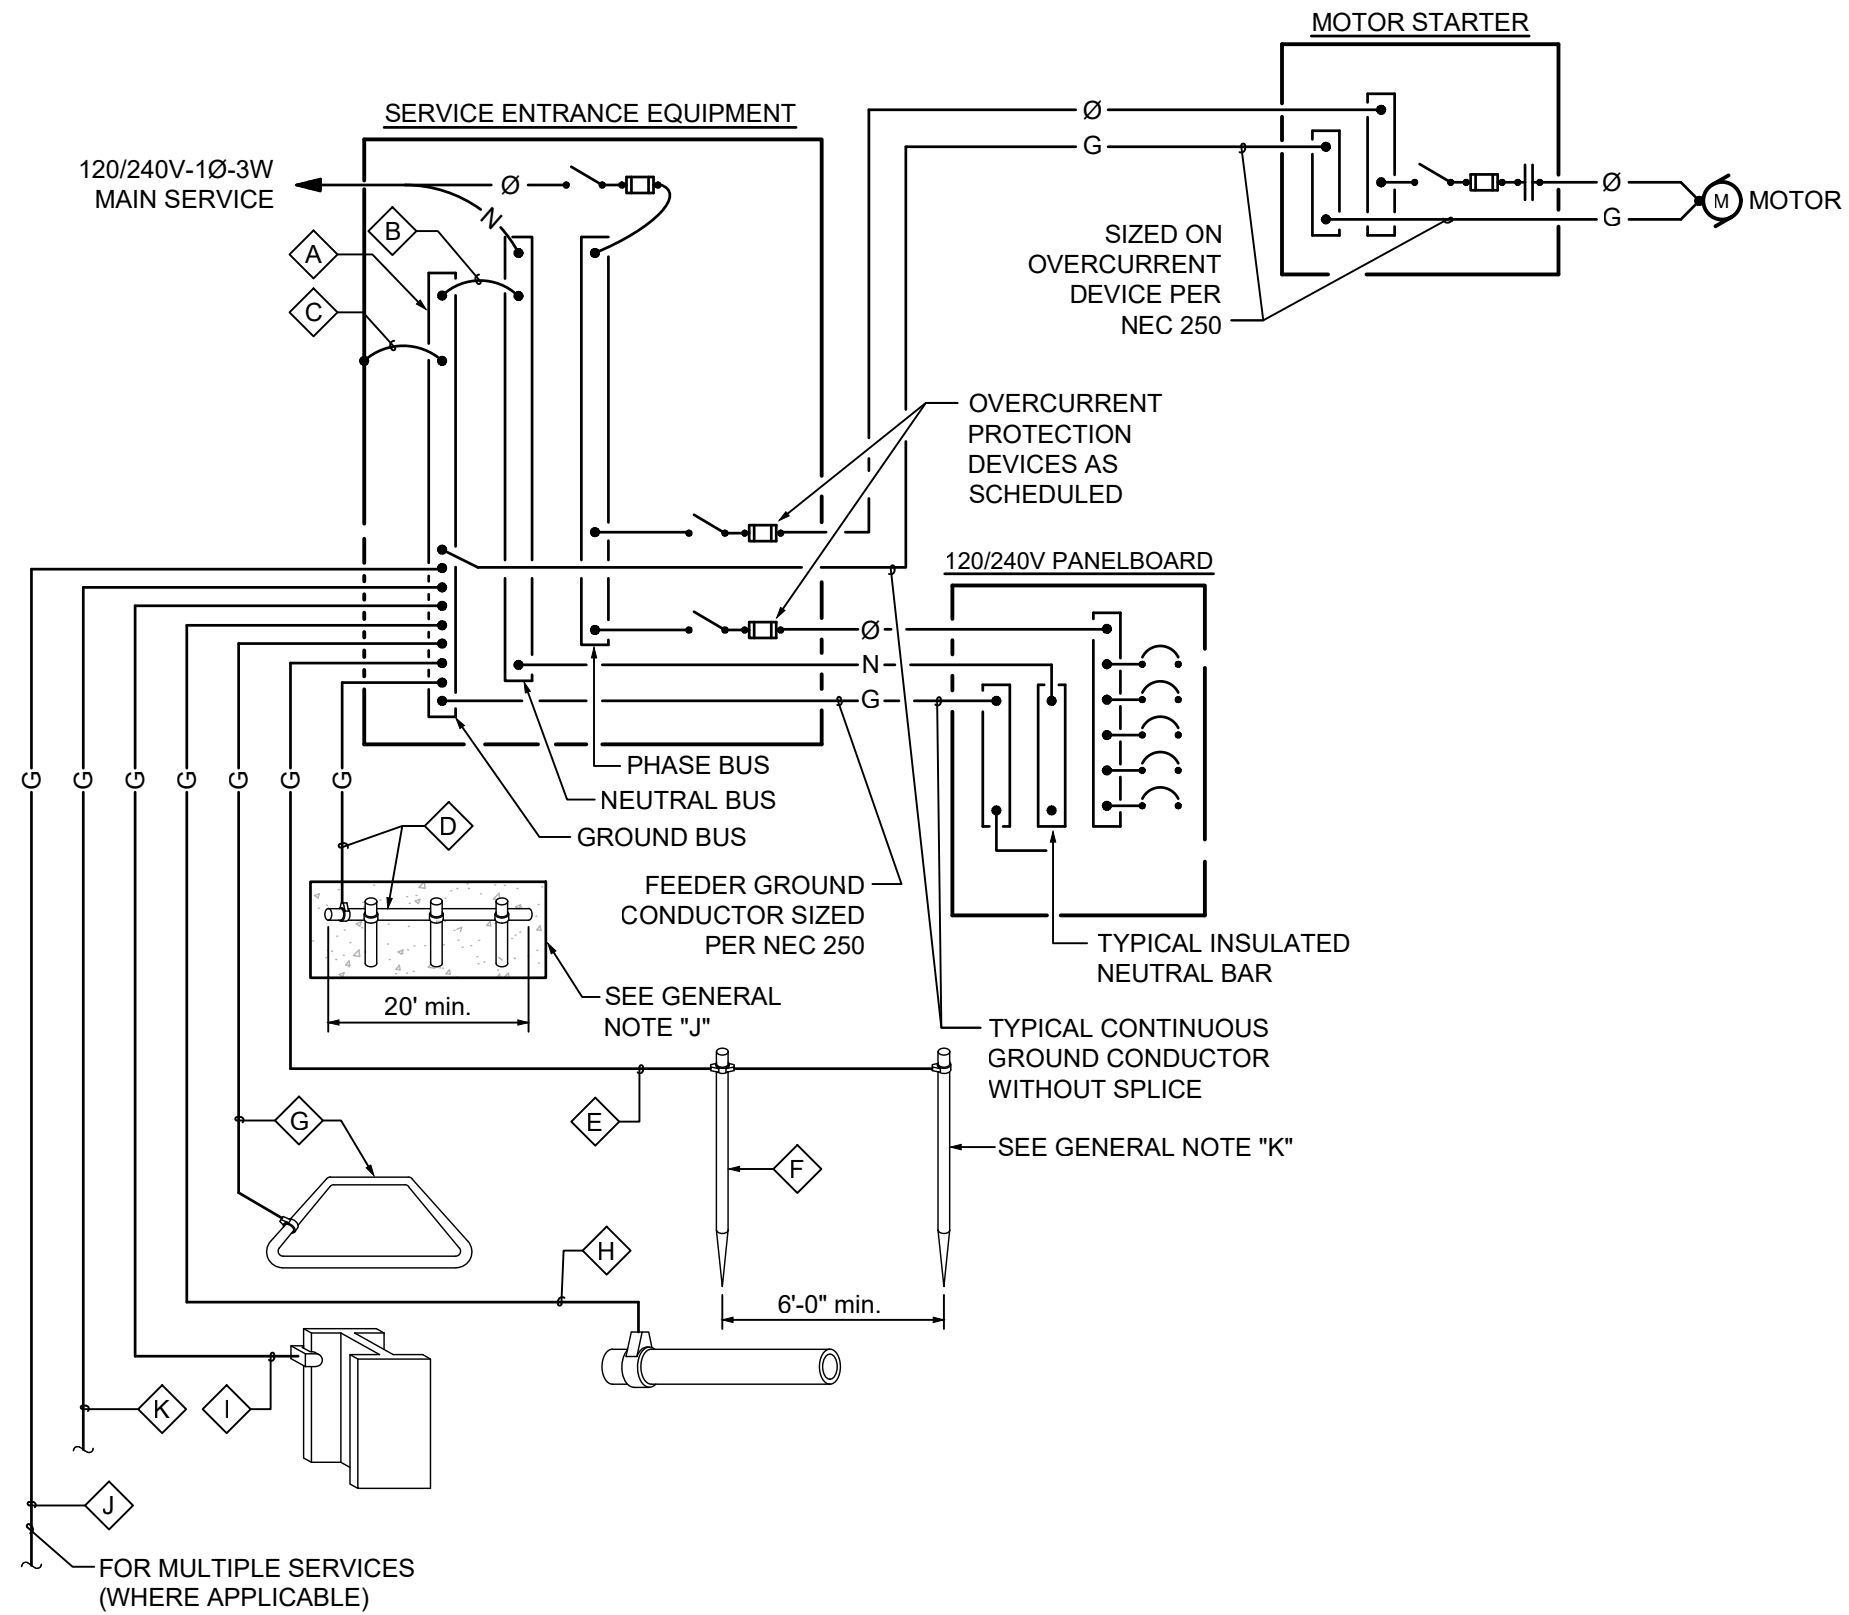 MOTOR STARTER
SERVICE ENTRANCE EQUIPMENT
120/240V-1Ø-3W
MAIN SERVICE
Ø
N
A
B
C
Ø
G
Ø
G
M
MOTOR
SIZED ON
OVERCURRENT
DEVICE PER
NEC 250
OVERCURRENT
PROTECTION
DEVICES AS
SCHEDULED
120/240V PANELBOARD
Ø
N
G
PHASE BUS
NEUTRAL BUS
GROUND BUS
G
G
G
G
G
G
G
D
FEEDER GROUND
CONDUCTOR SIZED
PER NEC 250
TYPICAL INSULATED
NEUTRAL BAR
20' min.
SEE GENERAL
NOTE "J"
TYPICAL CONTINUOUS
GROUND CONDUCTOR
WITHOUT SPLICE
E
G
SEE GENERAL NOTE "K"
F
H
6'-0" min.
K
I
J
FOR MULTIPLE SERVICES
(WHERE APPLICABLE)